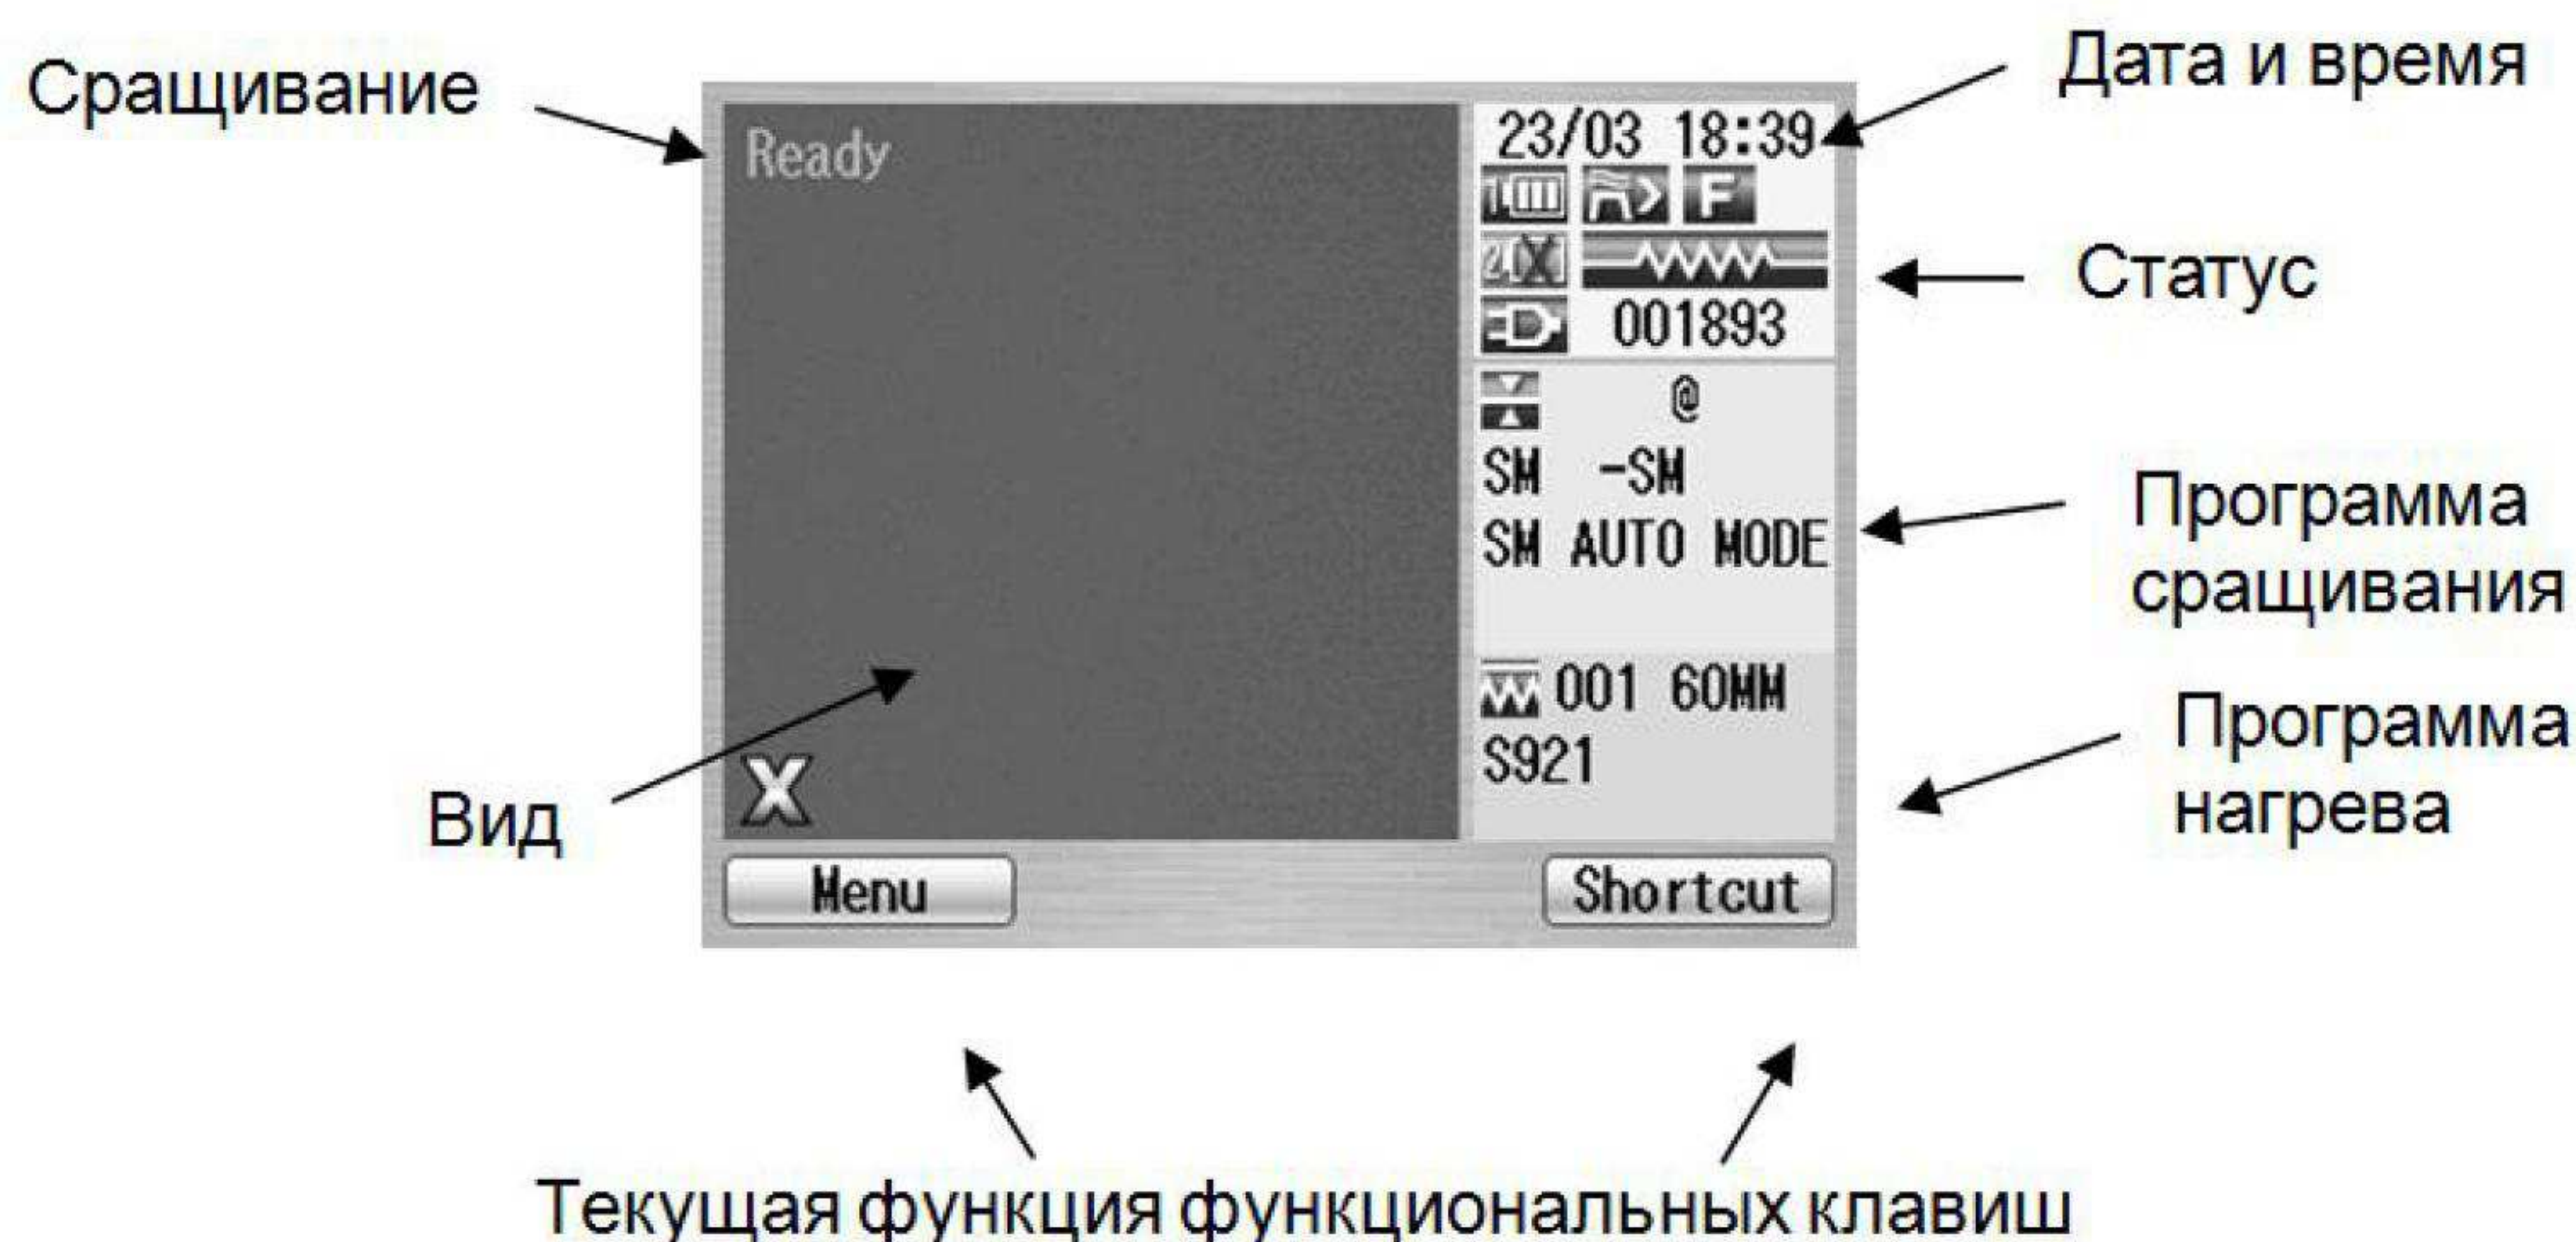 Сращивание
Дата и время
Ready
23/03 18:39
F
Статус
001893
@
SM -SM
SM AUTO MODE
Программа
сращивания
001 60MM
S921
Программа
нагрева
Вид
X
Menu
Shortcut
Текущая функция функциональных клавиш